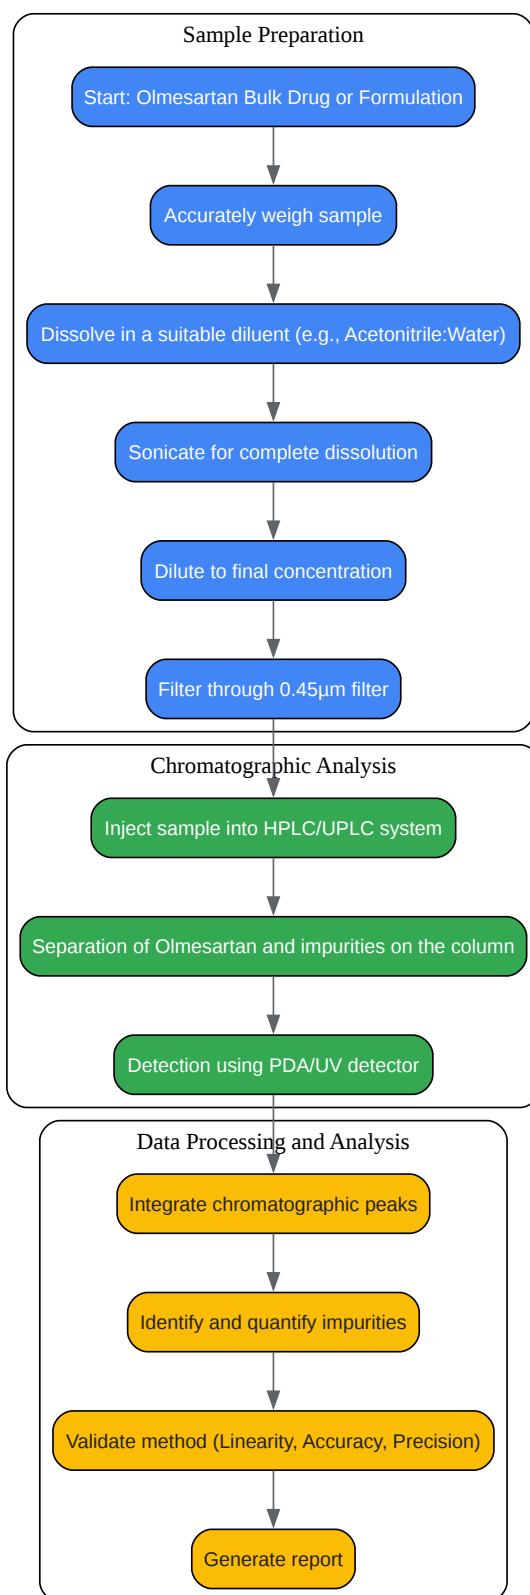 Sample Preparation
Start: Olmesartan Bulk Drug or Formulation
Accurately weigh sample
Dissolve in a suitable diluent (e.g., Acetonitrile:Water)
Sonicate for complete dissolution
Dilute to final concentration
Filter through 0.45µm filter
Chromatographic Analysis
Inject sample into HPLC/UPLC system
Separation of Olmesartan and impurities on the column
Detection using PDA/UV detector
Data Processing and Analysis
Integrate chromatographic peaks
Identify and quantify impurities
Validate method (Linearity, Accuracy, Precision)
Generate report